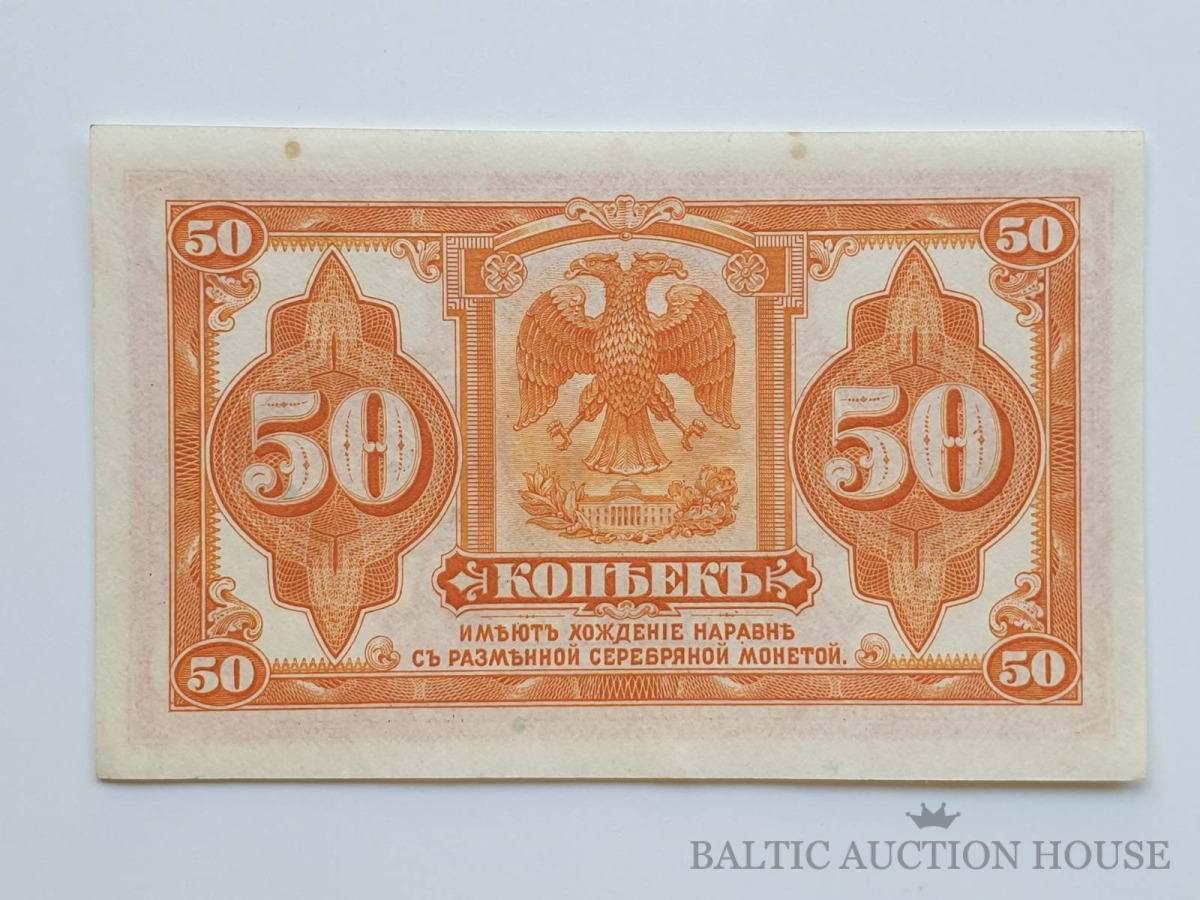 50 50
50 50
КОПѢЕКЪ
ИМѢЮТЪ ХОЖДЕНІЕ НАРАВНѢ
СЪ РАЗМѢННОЙ СЕРЕБРЯНОЙ МОНЕТОЙ.
50 50
BALTIC AUCTION HOUSE